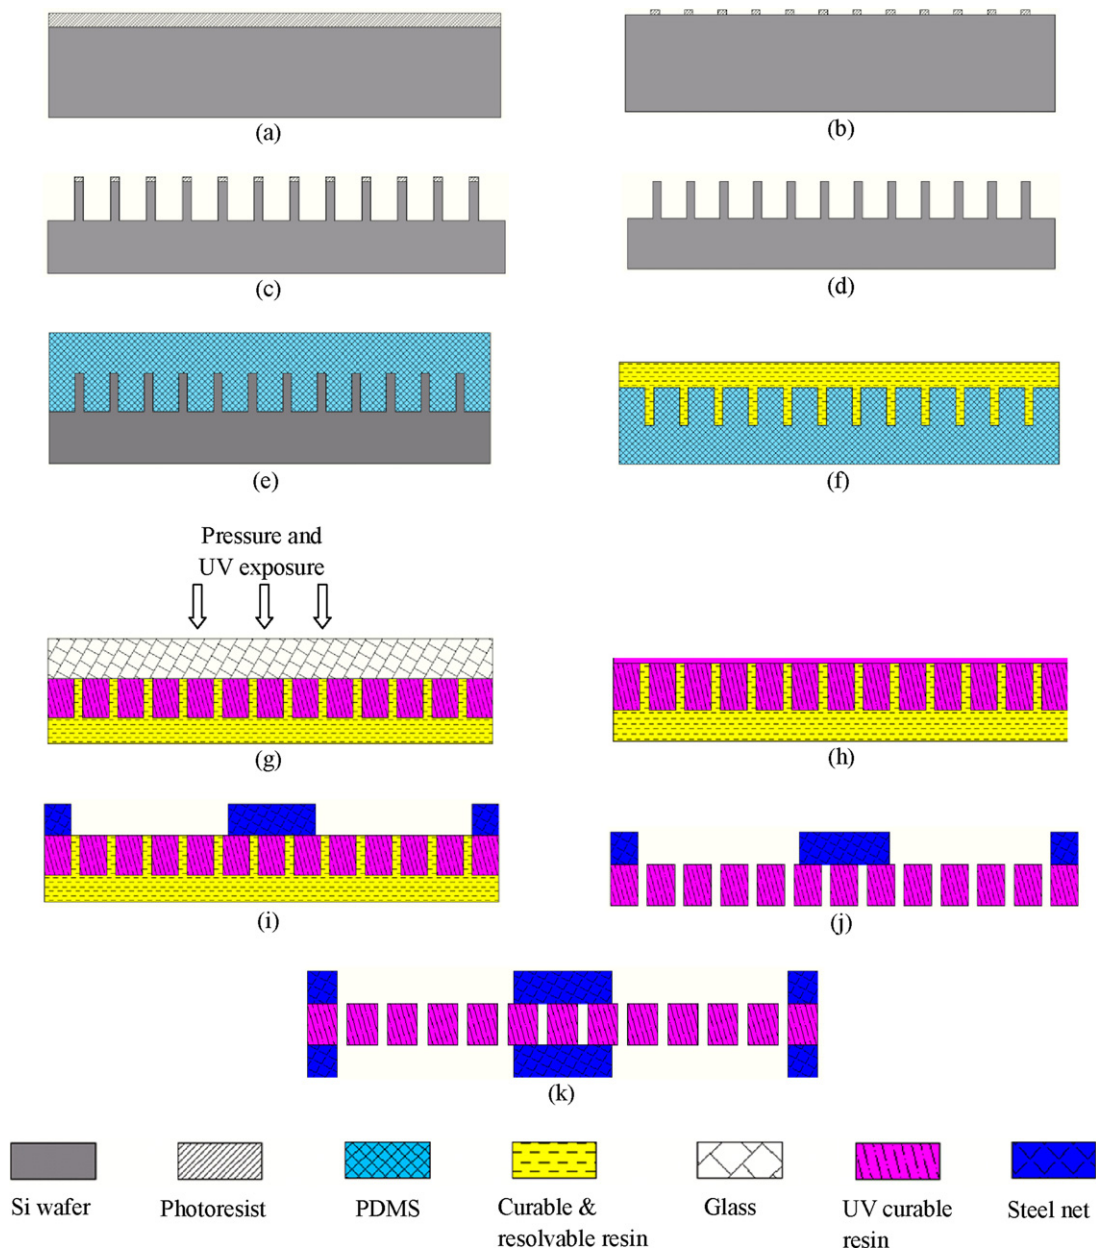 (a)
(b)
(c)
(d)
(e)
(f)
Pressure and
UV exposure
(g)
(h)
(i)
(j)
(k)
Si wafer
Photoresist
PDMS
Curable &
resolvable resin
Glass
UV curable
resin
Steel net